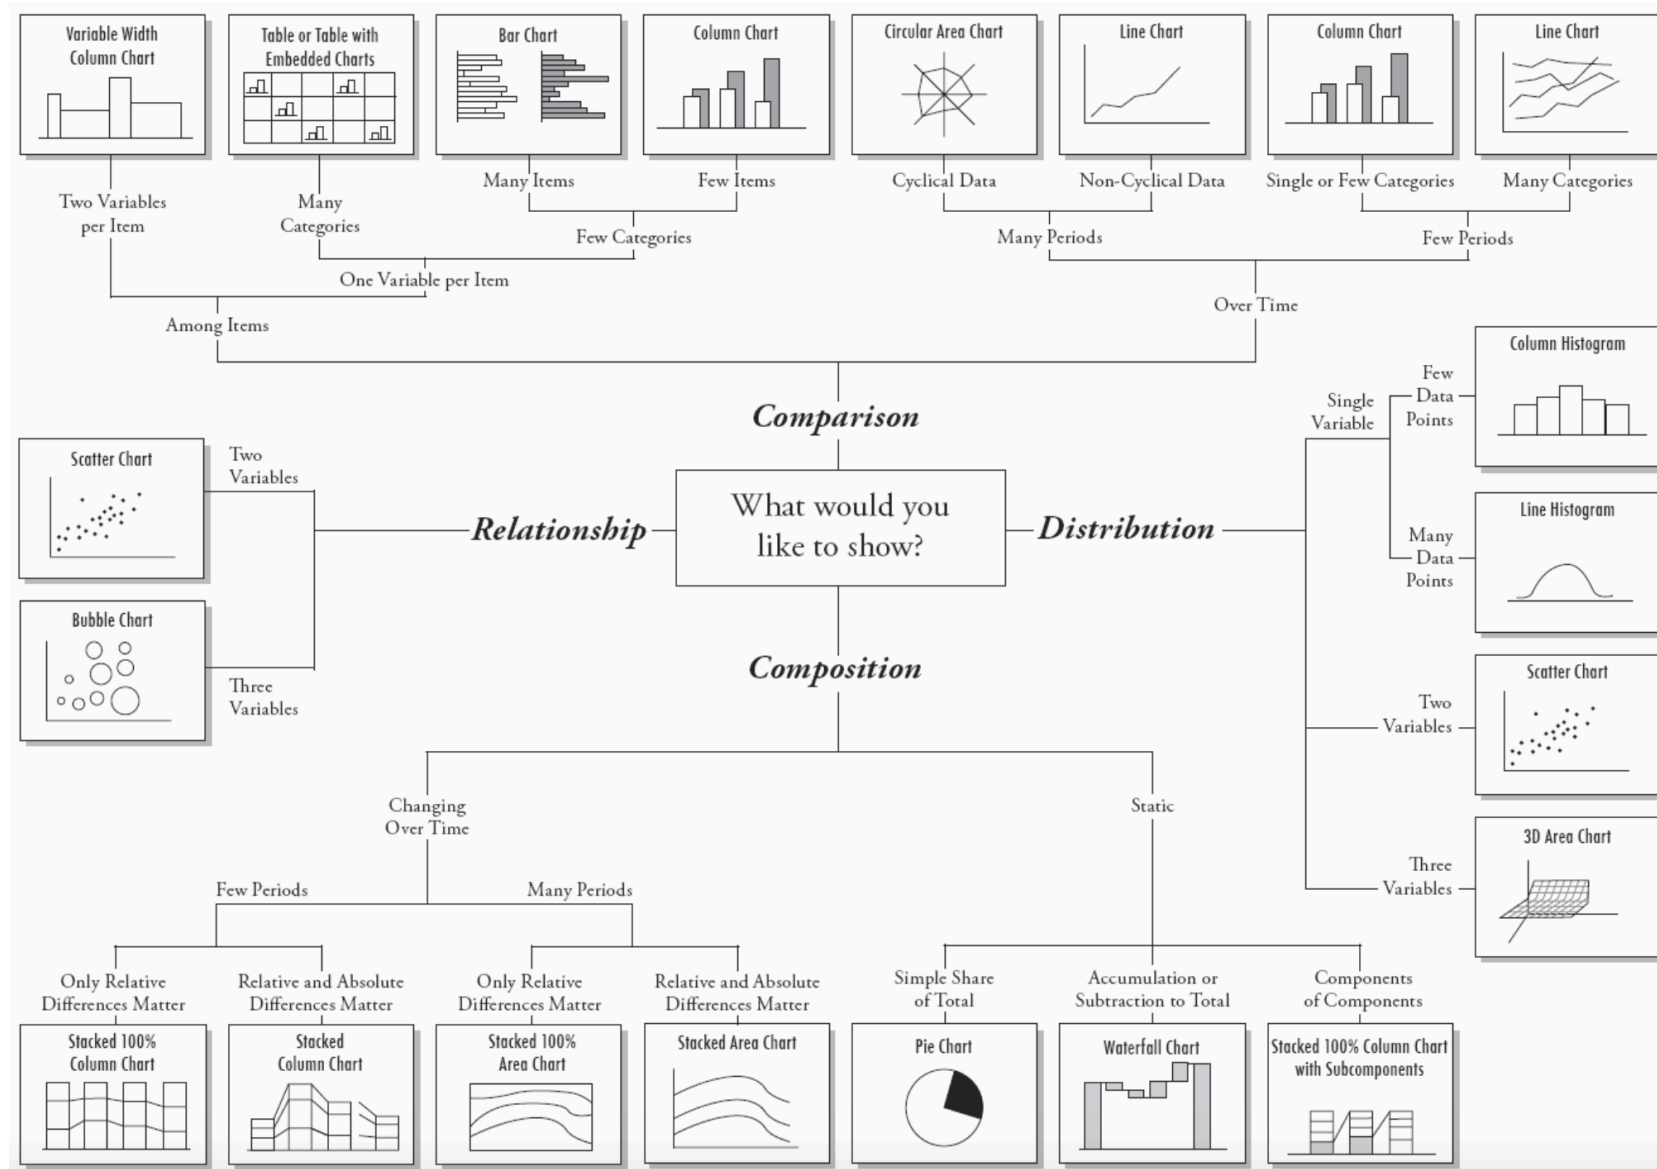 Variable Width
Column Chart
Table or Table with
Embedded Charts
Bar Chart
Column Chart
Circular Area Chart
Line Chart
Column Chart
Line Chart
Two Variables
per Item
Many
Categories
Many Items
Few Items
Cyclical Data
Non-Cyclical Data
Single or Few Categories
Many Categories
Few Categories
Many Periods
Few Periods
One Variable per Item
Among Items
Over Time
Comparison
What would you
like to show?
Relationship
Two
Variables
Scatter Chart
Bubble Chart
Three
Variables
Distribution
Single
Variable
Few
Data
Points
Column Histogram
Many
Data
Points
Line Histogram
Two
Variables
Scatter Chart
Three
Variables
3D Area Chart
Composition
Changing
Over Time
Static
Few Periods
Many Periods
Only Relative
Differences Matter
Relative and Absolute
Differences Matter
Only Relative
Differences Matter
Relative and Absolute
Differences Matter
Simple Share
of Total
Accumulation or
Subtraction to Total
Components
of Components
Stacked 100%
Column Chart
Stacked
Column Chart
Stacked 100%
Area Chart
Stacked Area Chart
Pie Chart
Waterfall Chart
Stacked 100% Column Chart
with Subcomponents